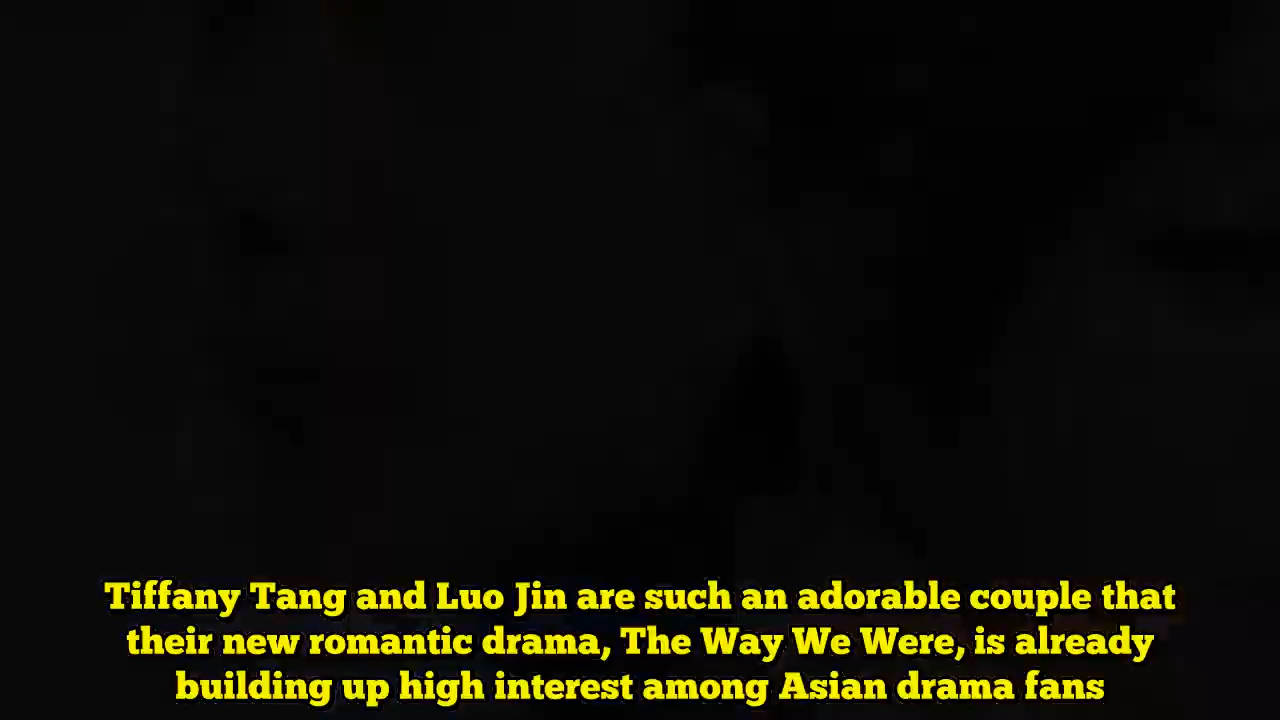 Tiffany Tang and Luo Jin are such an adorable couple that
their new romantic drama, The Way We Were, is already
building up high interest among Asian drama fans